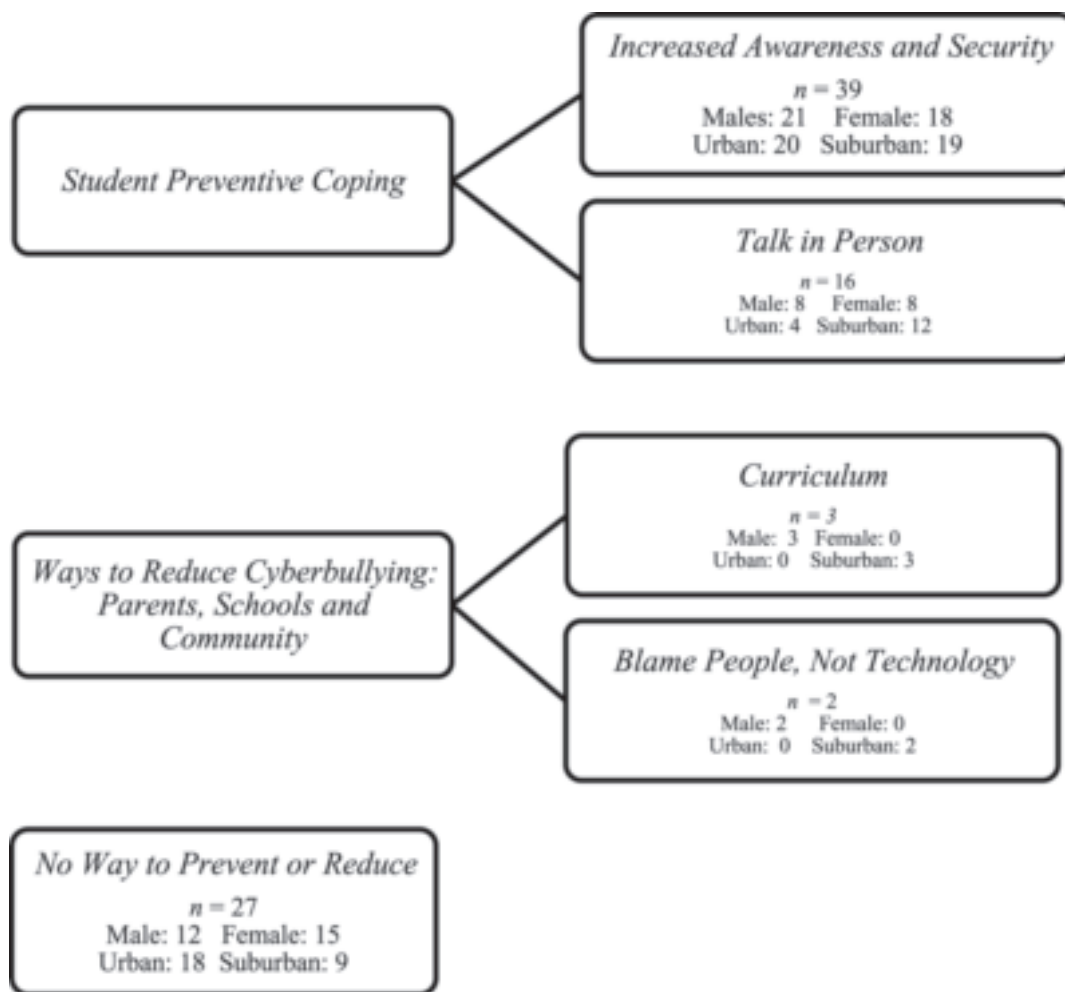 Increased Awareness and Security
n = 39
Males: 21 Female: 18
Urban: 20 Suburban: 19
Student Preventive Coping
Talk in Person
n = 16
Male: 8 Female: 8
Urban: 4 Suburban: 12
Curriculum
n = 3
Male: 3 Female: 0
Urban: 0 Suburban: 3
Ways to Reduce Cyberbullying:
Parents, Schools and
Community
Blame People, Not Technology
n = 2
Male: 2 Female: 0
Urban: 0 Suburban: 2
No Way to Prevent or Reduce
n = 27
Male: 12 Female: 15
Urban: 18 Suburban: 9